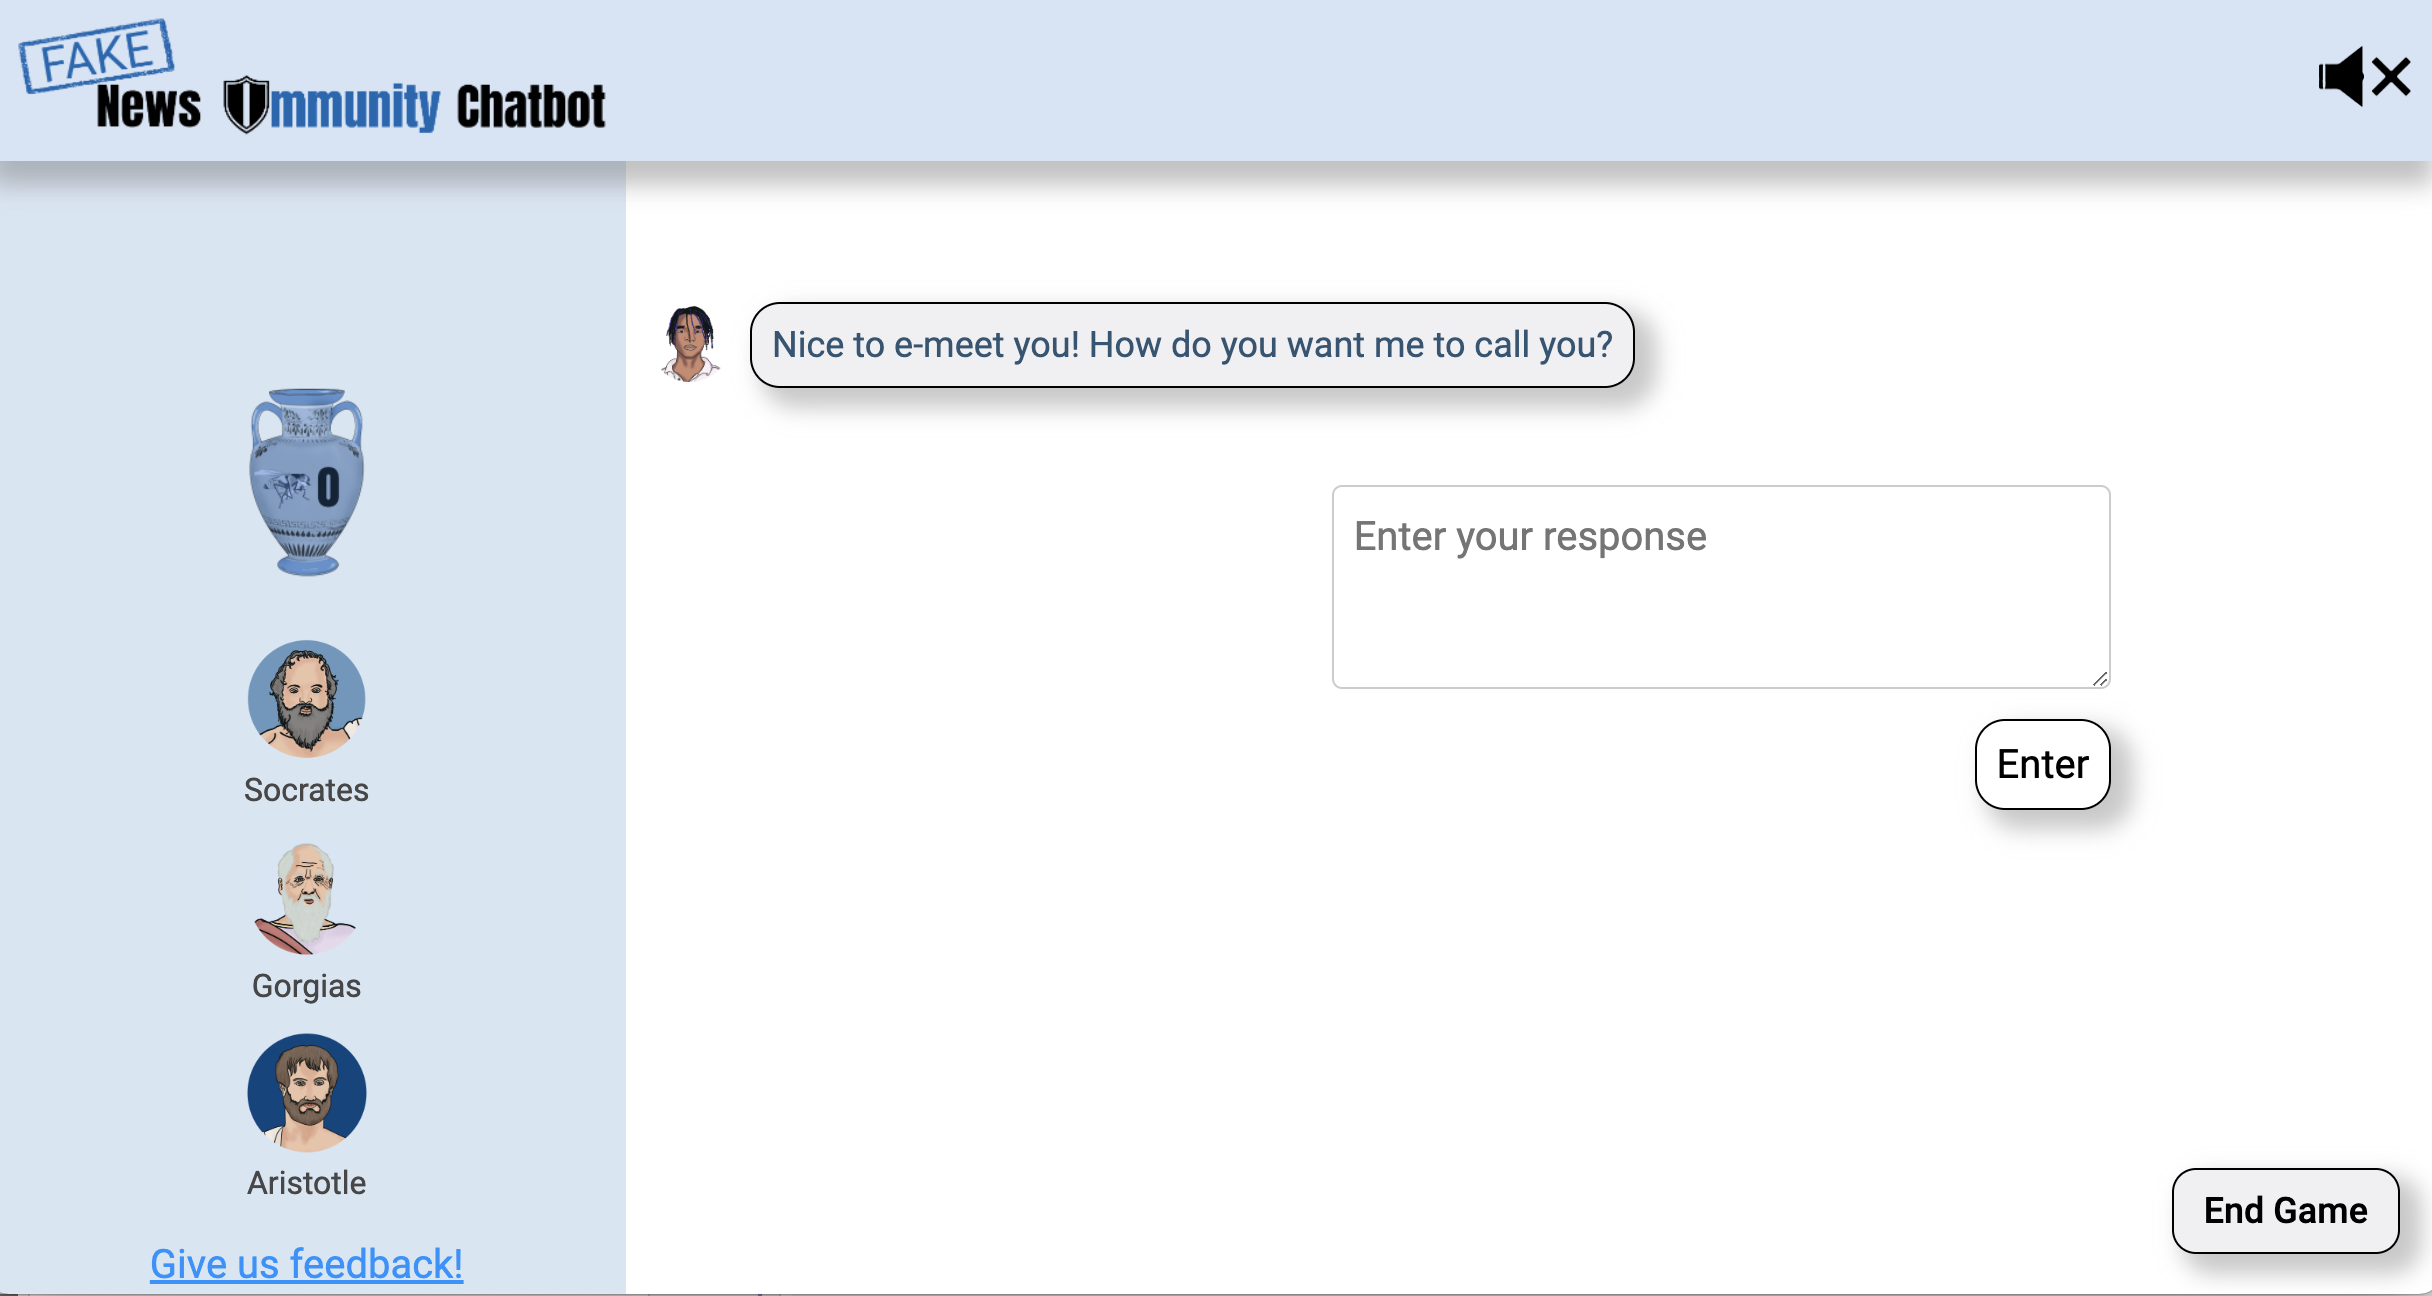 FAKE
News Immunity Chatbot
Nice to e-meet you! How do you want me to call you?
Enter your response
Enter
0
Socrates
Gorgias
Aristotle
Give us feedback!
End Game